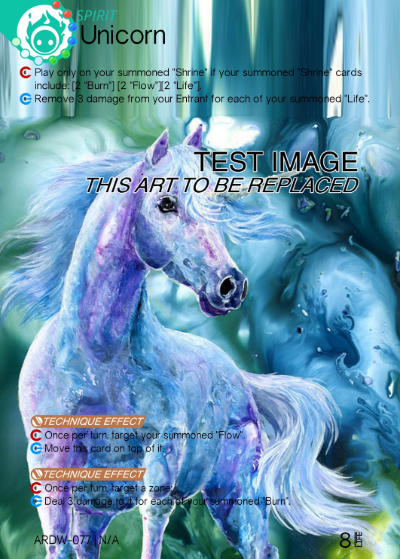 SPIRIT
Unicorn
Play only on your summoned "Shrine" if your summoned "Shrine" cards
include: [2 "Burn"] [2 "Flow"][2 "Life"].
Remove 3 damage from your Entrant for each of your summoned "Life".
TEST IMAGE
THIS ART TO BE REPLACED
TECHNIQUE EFFECT
Once per turn, target your summoned "Flow".
Move this card on top of it.
TECHNIQUE EFFECT
Once per turn, target a zone.
Deal 3 damage to it for each of your summoned "Burn".
ARDW-077 | N/A
8